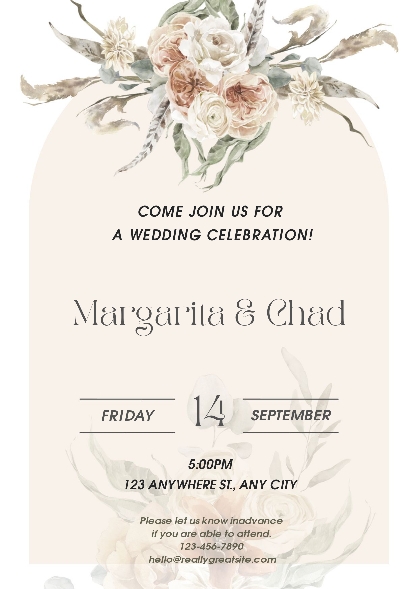 COME JOIN US FOR
A WEDDING CELEBRATION!
Margarita & Chad
FRIDAY 14 SEPTEMBER
5:00PM
123 ANYWHERE ST., ANY CITY
Please let us know inadvance
if you are able to attend.
123-456-7890
hello@reallygreatsite.com